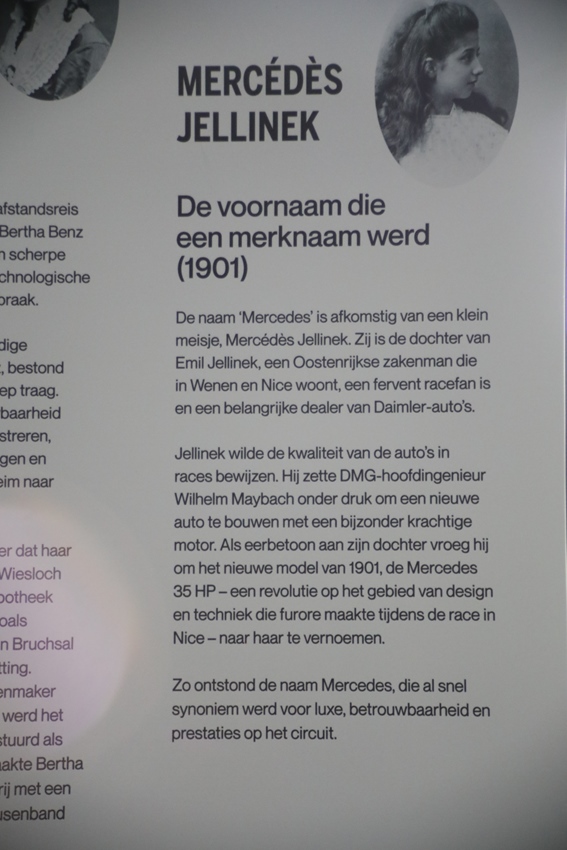 afstandsreis
Bertha Benz
scherpe
chnologische
praak.
dige
, bestond
ep traag.
baarheid
streren,
gen en
eim naar
er dat haar
Wiesloch
potheek
oals
n Bruchsal
tting.
enmaker
werd het
stuurd als
aakte Bertha
rij met een
usenband
MERCÉDÈS
JELLINEK
De voornaam die
een merknaam werd
(1901)
De naam ‘Mercedes’ is afkomstig van een klein
meisje, Mercédès Jellinek. Zij is de dochter van
Emil Jellinek, een Oostenrijkse zakenman die
in Wenen en Nice woont, een fervent racefan is
en een belangrijke dealer van Daimler-auto’s.
Jellinek wilde de kwaliteit van de auto’s in
races bewijzen. Hij zette DMG-hoofdingenieur
Wilhelm Maybach onder druk om een nieuwe
auto te bouwen met een bijzonder krachtige
motor. Als eerbetoon aan zijn dochter vroeg hij
om het nieuwe model van 1901, de Mercedes
35 HP – een revolutie op het gebied van design
en techniek die furore maakte tijdens de race in
Nice – naar haar te vernoemen.
Zo ontstond de naam Mercedes, die al snel
synoniem werd voor luxe, betrouwbaarheid en
prestaties op het circuit.